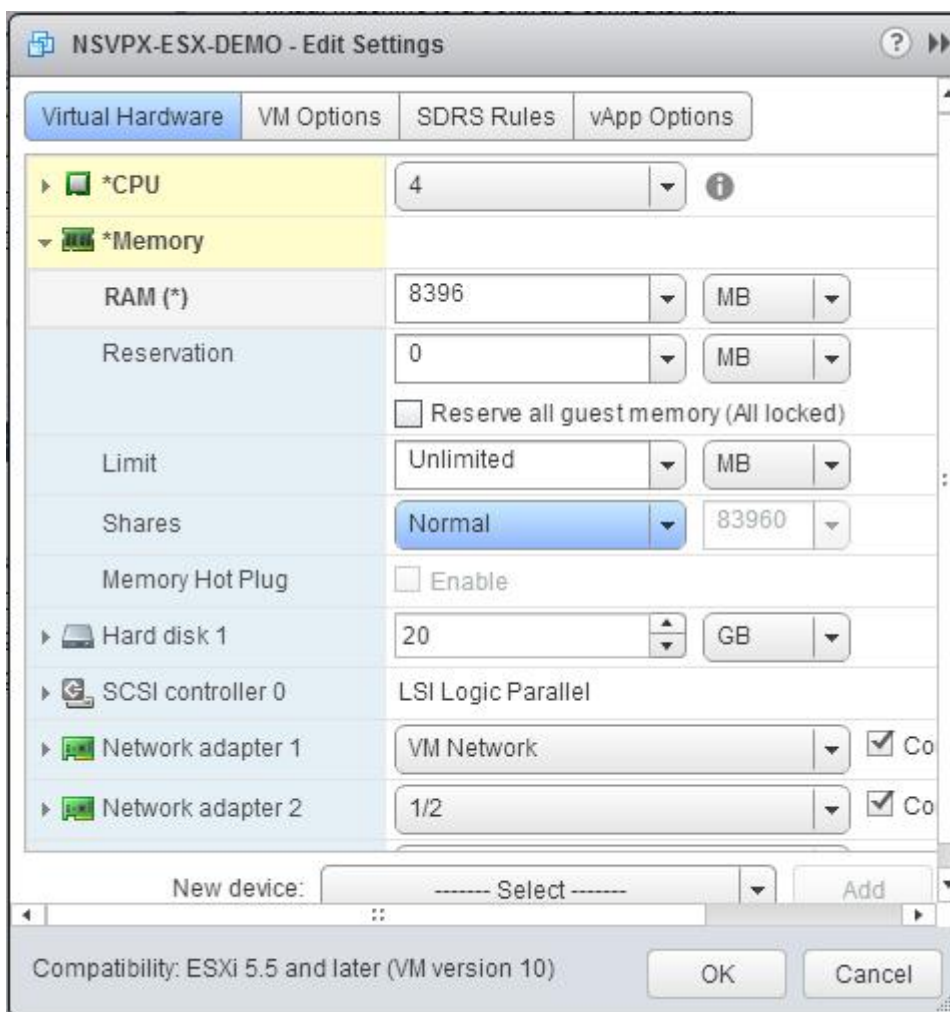 NSVPX-ESX-DEMO - Edit Settings ?
Virtual Hardware VM Options SDRS Rules vApp Options
*CPU 4
*Memory
RAM (*) 8396 MB
Reservation 0 MB
Reserve all guest memory (All locked)
Limit Unlimited MB
Shares Normal 83960
Memory Hot Plug Enable
Hard disk 1 20 GB
SCSI controller 0 LSI Logic Parallel
Network adapter 1 VM Network Co
Network adapter 2 1/2 Co
New device: ------- Select ------- Add
Compatibility: ESXi 5.5 and later (VM version 10) OK Cancel